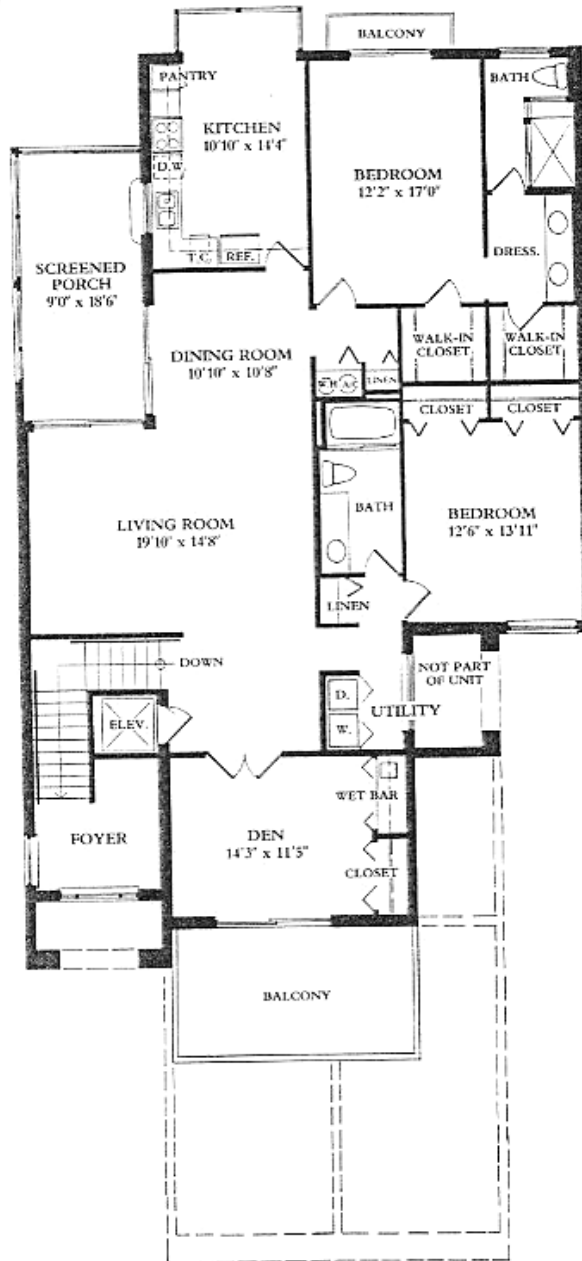 BALCONY
PANTRY
BATH
KITCHEN
10'10" x 14'4"
D.W
BEDROOM
12'2" x 17'0"
T.C.
REF.
DRESS.
SCREENED
PORCH
9'0" x 18'6"
DINING ROOM
10'10" x 10'8"
WALK-IN
CLOSET
WALK-IN
CLOSET
W.H.
A/C
LINEN
CLOSET
CLOSET
LIVING ROOM
19'10" x 14'8"
BATH
BEDROOM
12'6" x 13'11"
LINEN
DOWN
NOT PART
OF UNIT
D.
UTILITY
W.
ELEV.
WET BAR
FOYER
DEN
14'3" x 11'5"
CLOSET
BALCONY